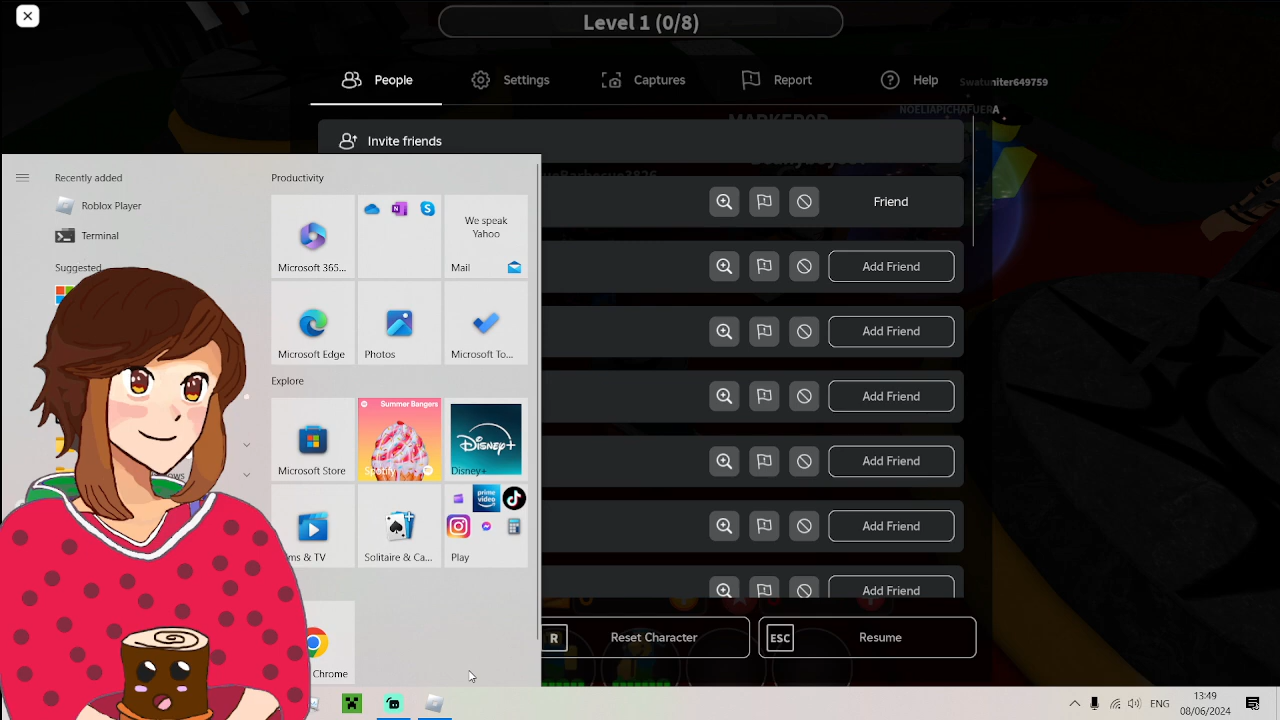 Level 1 (0/8)
People
Settings
Captures
Report
Help
Swatuniter649759
NOELIAPICHAFUERA
Invite friends
Recently added
Roblox Player
Terminal
Suggested
Productivity
Microsoft 365...
We speak
Yahoo
Mail
Microsoft Edge
Photos
Microsoft To...
Explore
Microsoft Store
Summer Bangers
Spotify
Disney+
Disney+
Solitaire & Ca...
prime
video
Play
Chrome
Friend
Add Friend
Add Friend
Add Friend
Add Friend
Add Friend
Add Friend
R
Reset Character
ESC
Resume
ENG
13:49
08/06/2024